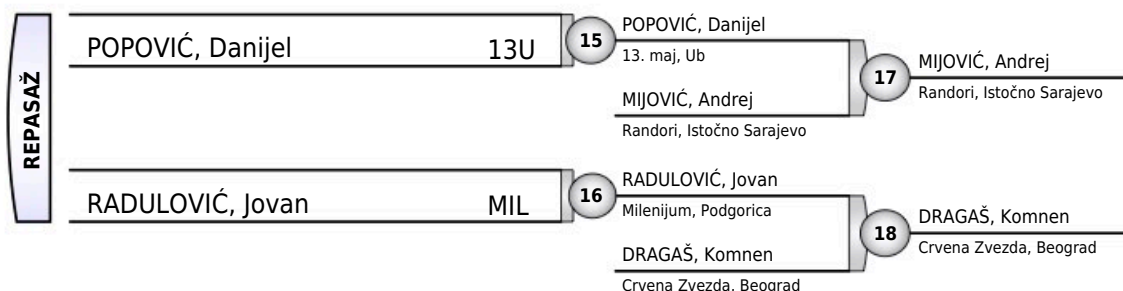 REPASAŽ
POPOVIĆ, Danijel 13U
15
POPOVIĆ, Danijel
13. maj, Ub
MIJOVIĆ, Andrej
Randori, Istočno Sarajevo
17
MIJOVIĆ, Andrej
Randori, Istočno Sarajevo
RADULOVIĆ, Jovan MIL
16
RADULOVIĆ, Jovan
Milenijum, Podgorica
DRAGAŠ, Komnen
Crvena Zvezda, Beograd
18
DRAGAŠ, Komnen
Crvena Zvezda, Beograd